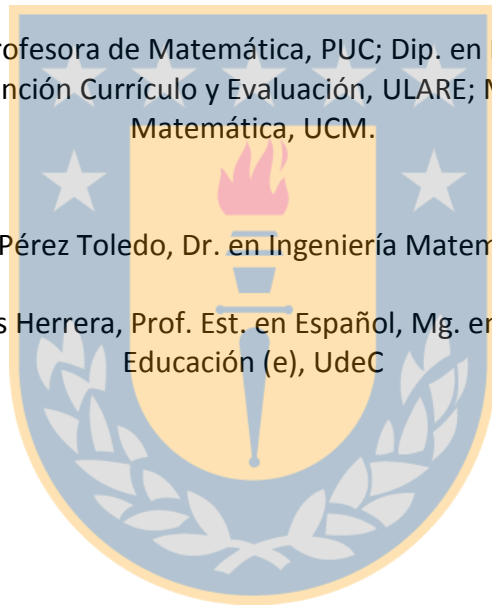 rofesora de Matemática, PUC; Dip. en
nción Currículo y Evaluación, ULARE;
Matemática, UCM.
Pérez Toledo, Dr. en Ingeniería Matem
s Herrera, Prof. Est. en Español, Mg. en
Educación (e), UdeC